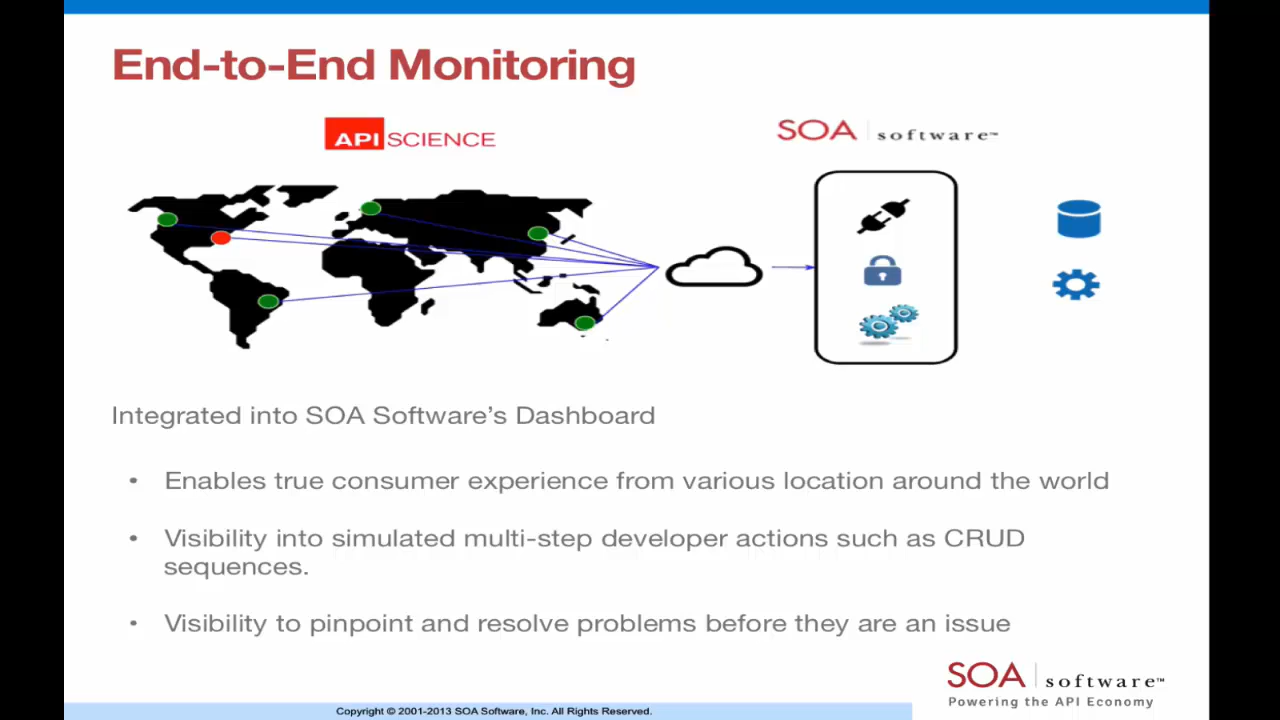 End-to-End Monitoring
API SCIENCE
SOA software™
Integrated into SOA Software’s Dashboard
• Enables true consumer experience from various location around the world
• Visibility into simulated multi-step developer actions such as CRUD
sequences.
• Visibility to pinpoint and resolve problems before they are an issue
SOA software™
Powering the API Economy
Copyright © 2001-2013 SOA Software, Inc. All Rights Reserved.